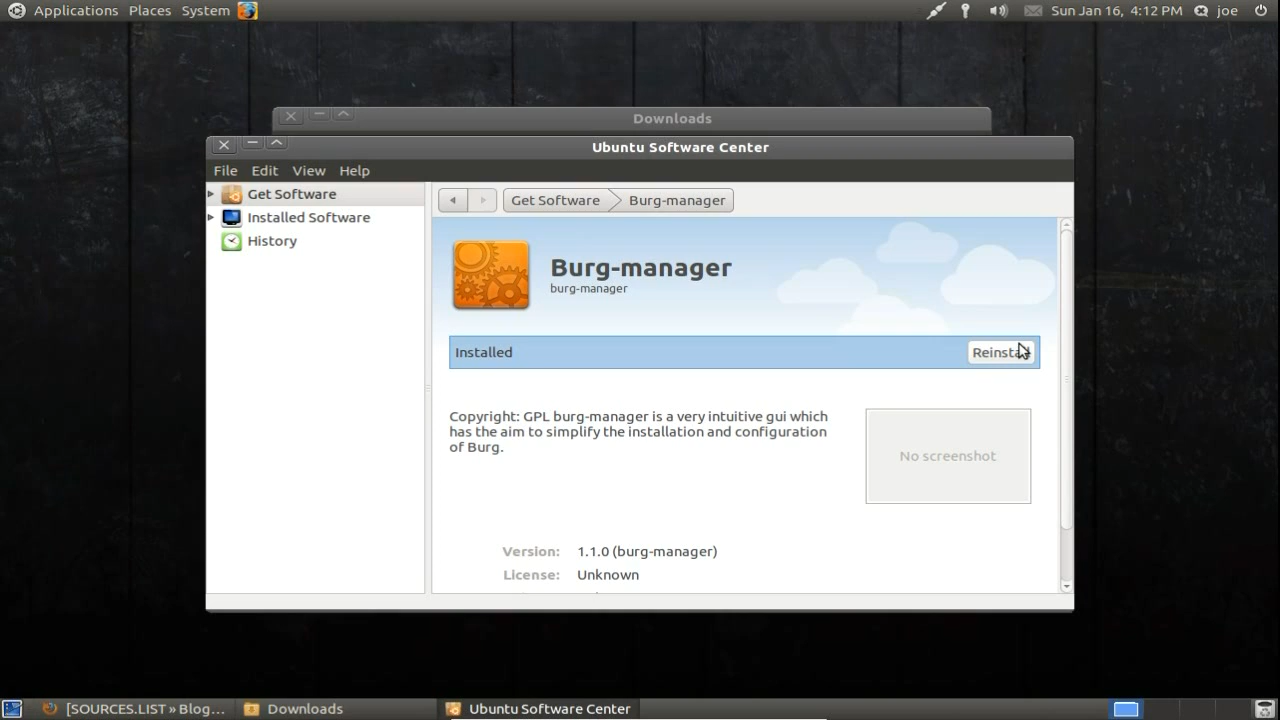 Applications Places System
Sun Jan 16, 4:12 PM joe
Downloads
Ubuntu Software Center
File Edit View Help
Get Software
Installed Software
History
Get Software Burg-manager
Burg-manager
burg-manager
Installed
Copyright: GPL burg-manager is a very intuitive gui which
has the aim to simplify the installation and configuration
of Burg.
No screenshot
Version: 1.1.0 (burg-manager)
License: Unknown
[SOURCES.LIST » Blog... Downloads Ubuntu Software Center